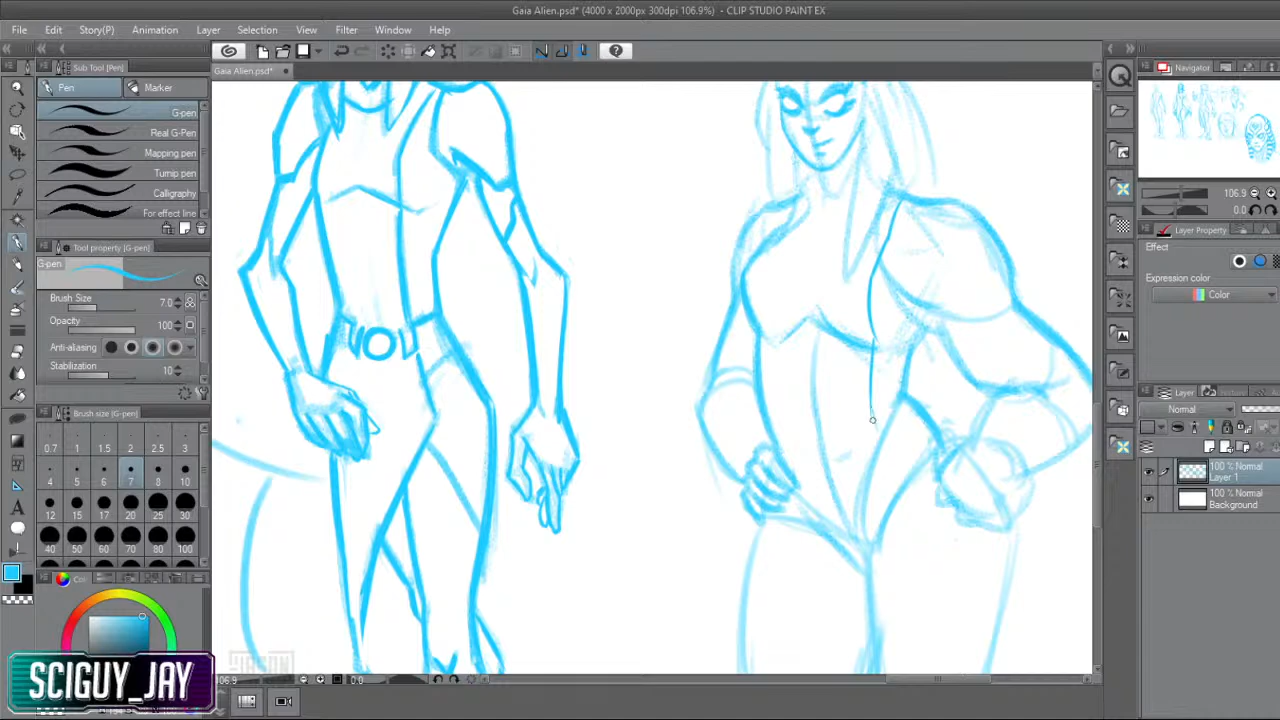 Gaia Alien.psd* (4000 x 2000px 300dpi 106.9%) - CLIP STUDIO PAINT EX
File Edit Story(P) Animation Layer Selection View Filter Window Help
Sub Tool [Pen]
Gaia Alien.psd*
Navigator
Pen Marker
G-pen
Real G-Pen
Mapping pen
Turnip pen
Calligraphy
For effect line
106.9
0.0
Tool property [G-pen]
Layer Property
G-pen
Effect
Expression color
Color
Brush Size 7.0
Opacity 100
Anti-aliasing
Stabilization 10
Layer
Normal
Brush size [G-pen]
0.7 1 2 2.5 3
4 5 6 7 8 10
12 15 20 25 30
40 50 70 80 100
100 % Normal
Layer 1
100 % Normal
Background
SCIGUY_JAY
06.9
0.0